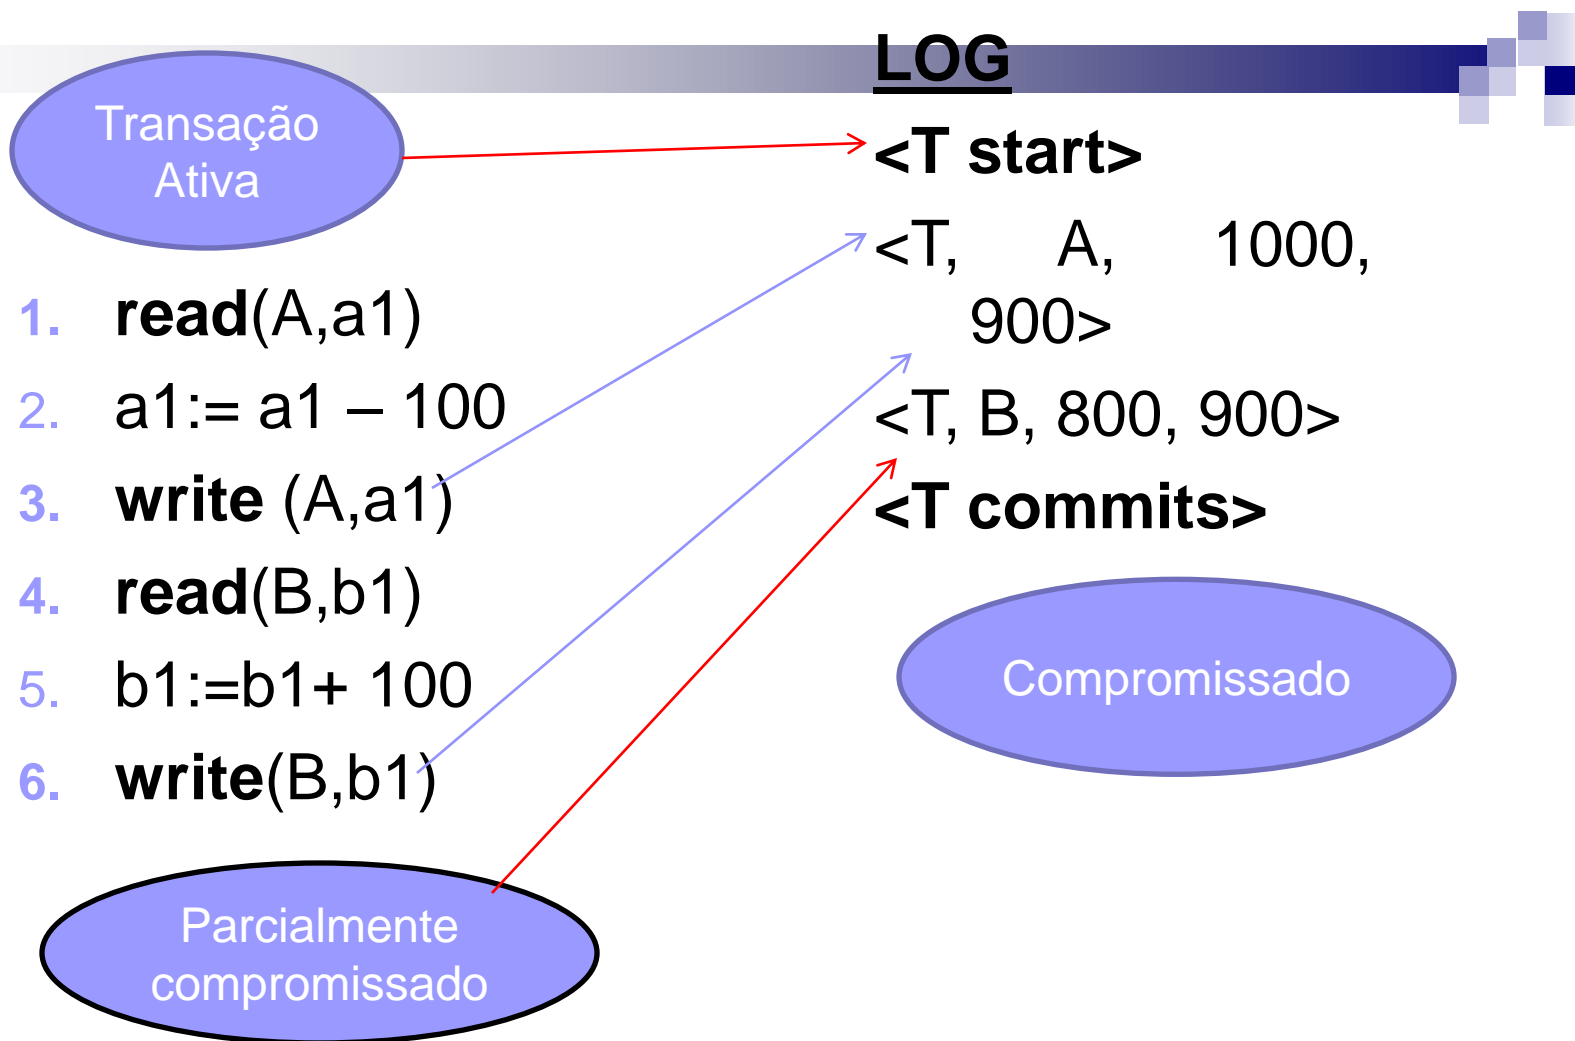 Transação
Ativa
1. read(A,a1)
2. a1:= a1 – 100
3. write (A,a1)
4. read(B,b1)
5. b1:=b1+ 100
6. write(B,b1)
Parcialmente
compromissado
LOG
<T start>
<T, A, 1000,
900>
<T, B, 800, 900>
<T commits>
Compromissado